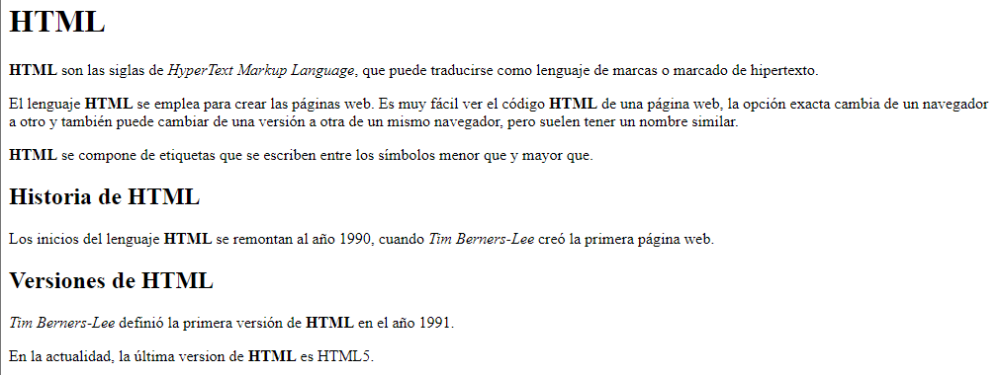 HTML
HTML son las siglas de HyperText Markup Language, que puede traducirse como lenguaje de marcas o marcado de hipertexto.
El lenguaje HTML se emplea para crear las páginas web. Es muy fácil ver el código HTML de una página web, la opción exacta cambia de un navegador
a otro y también puede cambiar de una versión a otra de un mismo navegador, pero suelen tener un nombre similar.
HTML se compone de etiquetas que se escriben entre los símbolos menor que y mayor que.
Historia de HTML
Los inicios del lenguaje HTML se remontan al año 1990, cuando Tim Berners-Lee creó la primera página web.
Versiones de HTML
Tim Berners-Lee definió la primera versión de HTML en el año 1991.
En la actualidad, la última version de HTML es HTML5.